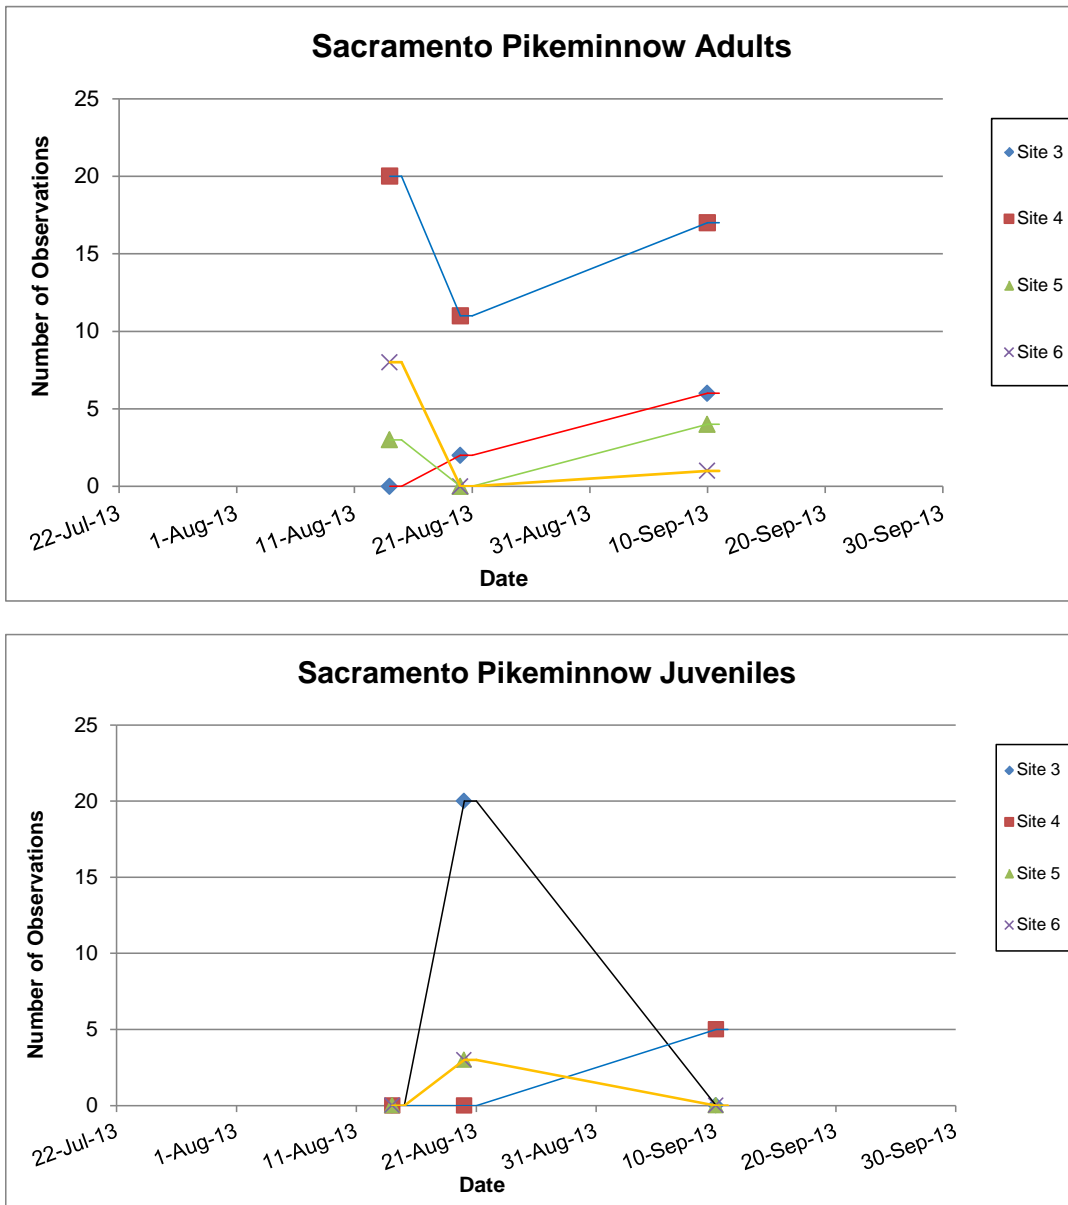 Sacramento Pikeminnow Adults
25
20
15
10
5
0
Number of Observations
22-Jul-13
1-Aug-13
11-Aug-13
21-Aug-13
31-Aug-13
10-Sep-13
20-Sep-13
30-Sep-13
Date
Site 3
Site 4
Site 5
Site 6
Sacramento Pikeminnow Juveniles
25
20
15
10
5
0
Number of Observations
22-Jul-13
1-Aug-13
11-Aug-13
21-Aug-13
31-Aug-13
10-Sep-13
20-Sep-13
30-Sep-13
Date
Site 3
Site 4
Site 5
Site 6